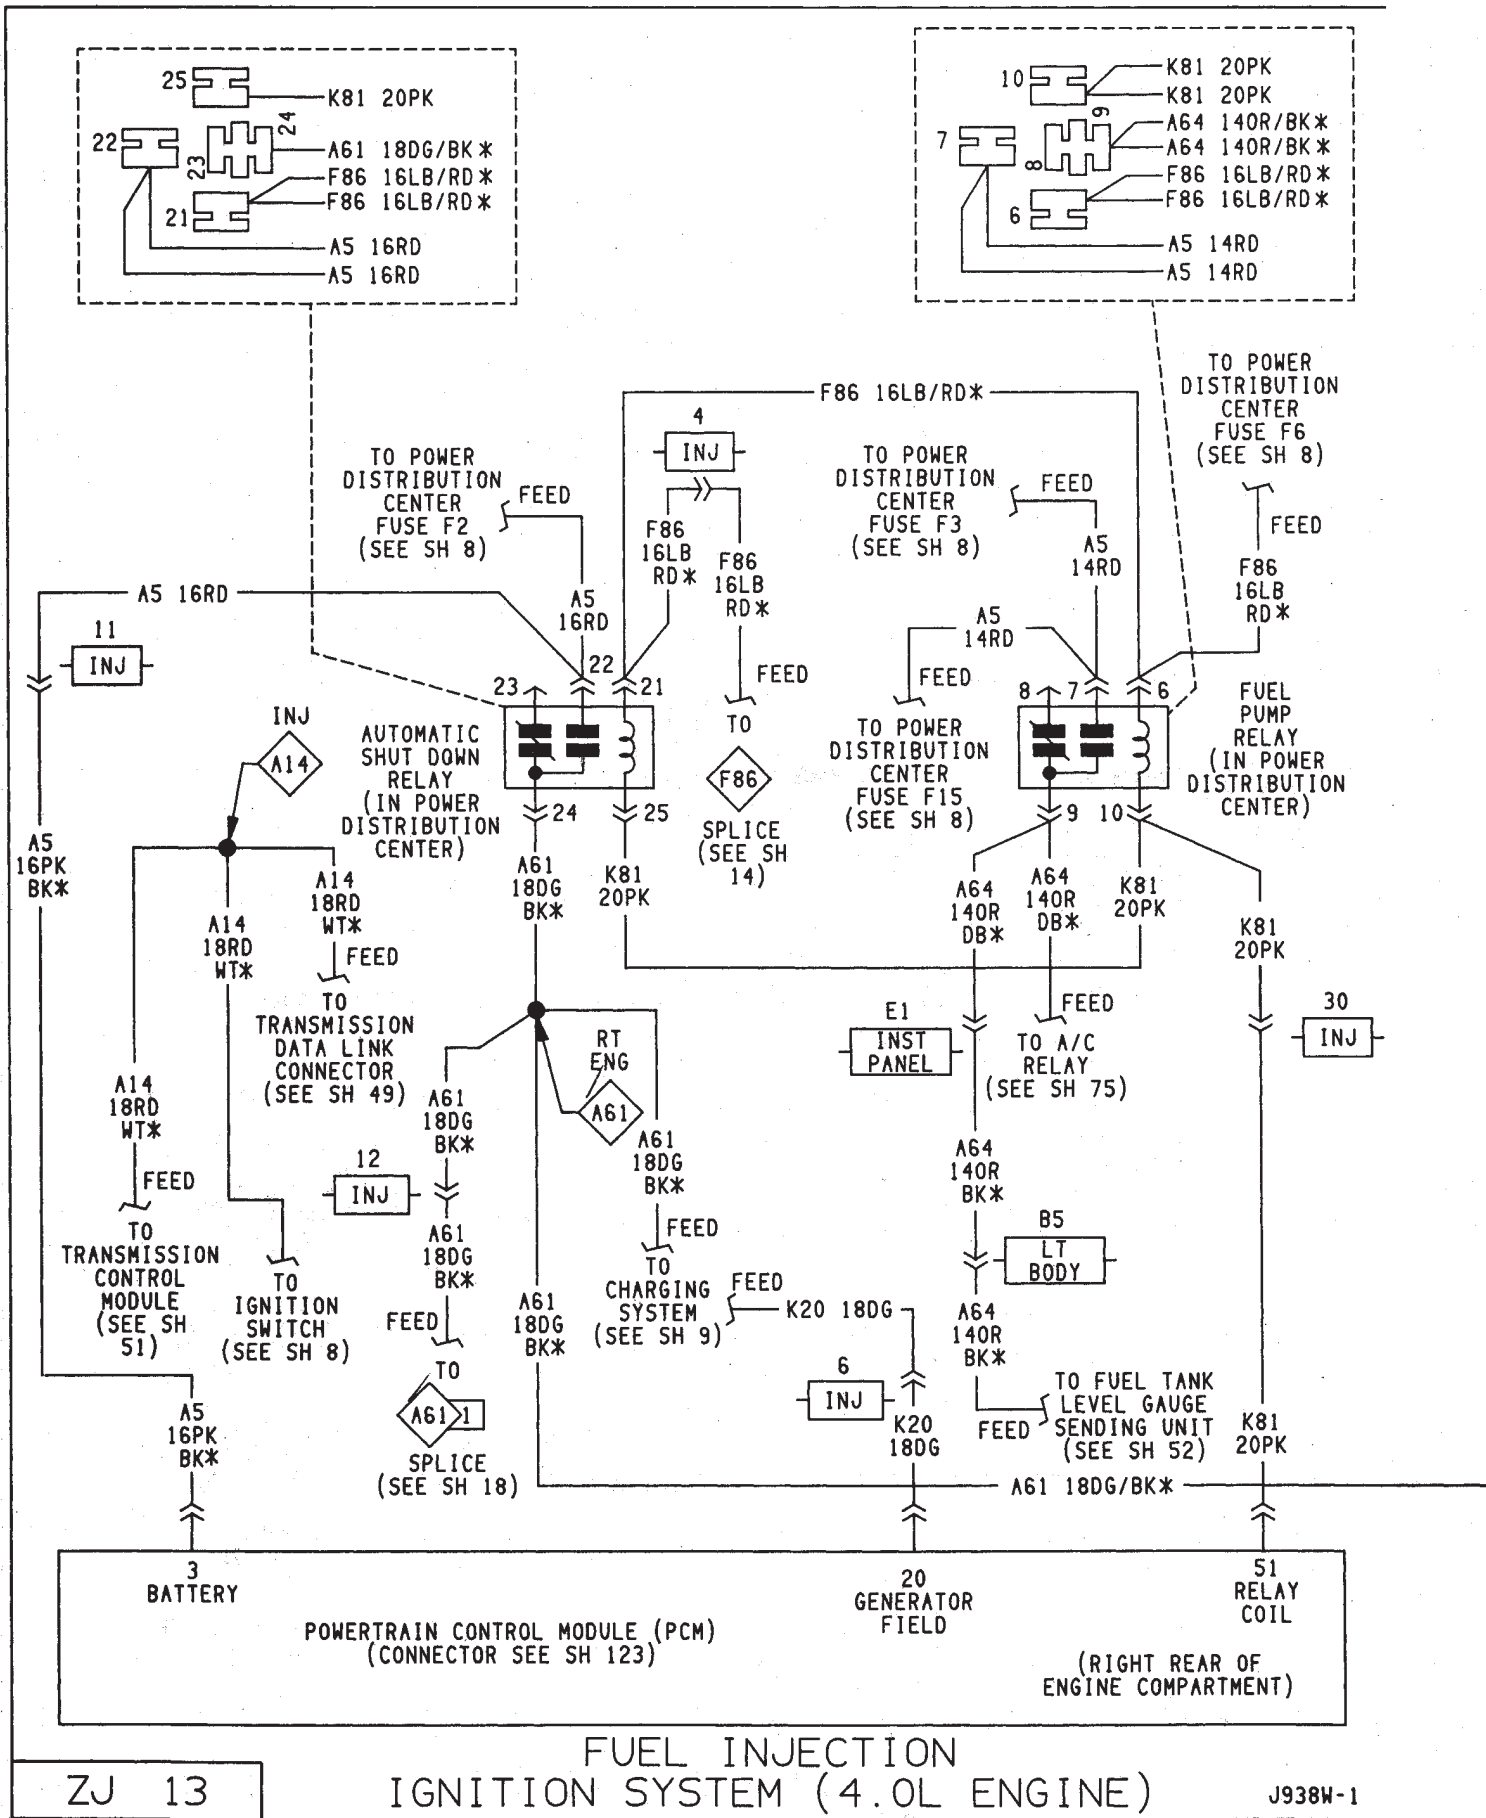 25
K81 20PK
24
22
A61 18DG/BK*
23
F86 16LB/RD*
F86 16LB/RD*
21
A5 16RD
A5 16RD
10
K81 20PK
K81 20PK
9
A64 14OR/BK*
7
A64 14OR/BK*
8
F86 16LB/RD*
F86 16LB/RD*
6
A5 14RD
A5 14RD
TO POWER
DISTRIBUTION
CENTER
FUSE F6
(SEE SH 8)
FEED
F86
16LB
RD*
F86 16LB/RD*
4
INJ
TO POWER
DISTRIBUTION
CENTER
FUSE F2
(SEE SH 8)
FEED
F86
16LB
RD*
F86
16LB
RD*
TO POWER
DISTRIBUTION
CENTER
FUSE F3
(SEE SH 8)
FEED
A5
14RD
A5 16RD
A5
16RD
A5
14RD
11
INJ
22
23
21
FEED
TO
F86
SPLICE
(SEE SH
14)
FEED
8
7
6
FUEL
PUMP
RELAY
(IN POWER
DISTRIBUTION
CENTER)
INJ
A14
AUTOMATIC
SHUT DOWN
RELAY
(IN POWER
DISTRIBUTION
CENTER)
TO POWER
DISTRIBUTION
CENTER
FUSE F15
(SEE SH 8)
24
25
9
10
A5
16PK
BK*
A14
18RD
WT*
A14
18RD
WT*
FEED
TO
TRANSMISSION
DATA LINK
CONNECTOR
(SEE SH 49)
A61
18DG
BK*
K81
20PK
A64
14OR
DB*
A64
14OR
DB*
K81
20PK
K81
20PK
E1
INST
PANEL
FEED
TO A/C
RELAY
(SEE SH 75)
30
INJ
RT
ENG
A61
A14
18RD
WT*
FEED
TO
TRANSMISSION
CONTROL
MODULE
(SEE SH
51)
TO
IGNITION
SWITCH
(SEE SH 8)
A61
18DG
BK*
12
INJ
A61
18DG
BK*
FEED
TO
A61
1
SPLICE
(SEE SH 18)
A61
18DG
BK*
FEED
TO
CHARGING
SYSTEM
(SEE SH 9)
A61
18DG
BK*
FEED
K20 18DG
6
INJ
K20
18DG
A64
14OR
BK*
B5
LT
BODY
A64
14OR
BK*
FEED
TO FUEL TANK
LEVEL GAUGE
SENDING UNIT
(SEE SH 52)
K81
20PK
A5
16PK
BK*
A61 18DG/BK*
3
BATTERY
20
GENERATOR
FIELD
51
RELAY
COIL
POWERTRAIN CONTROL MODULE (PCM)
(CONNECTOR SEE SH 123)
(RIGHT REAR OF
ENGINE COMPARTMENT)
FUEL INJECTION
IGNITION SYSTEM (4.0L ENGINE)
ZJ 13
J938W-1